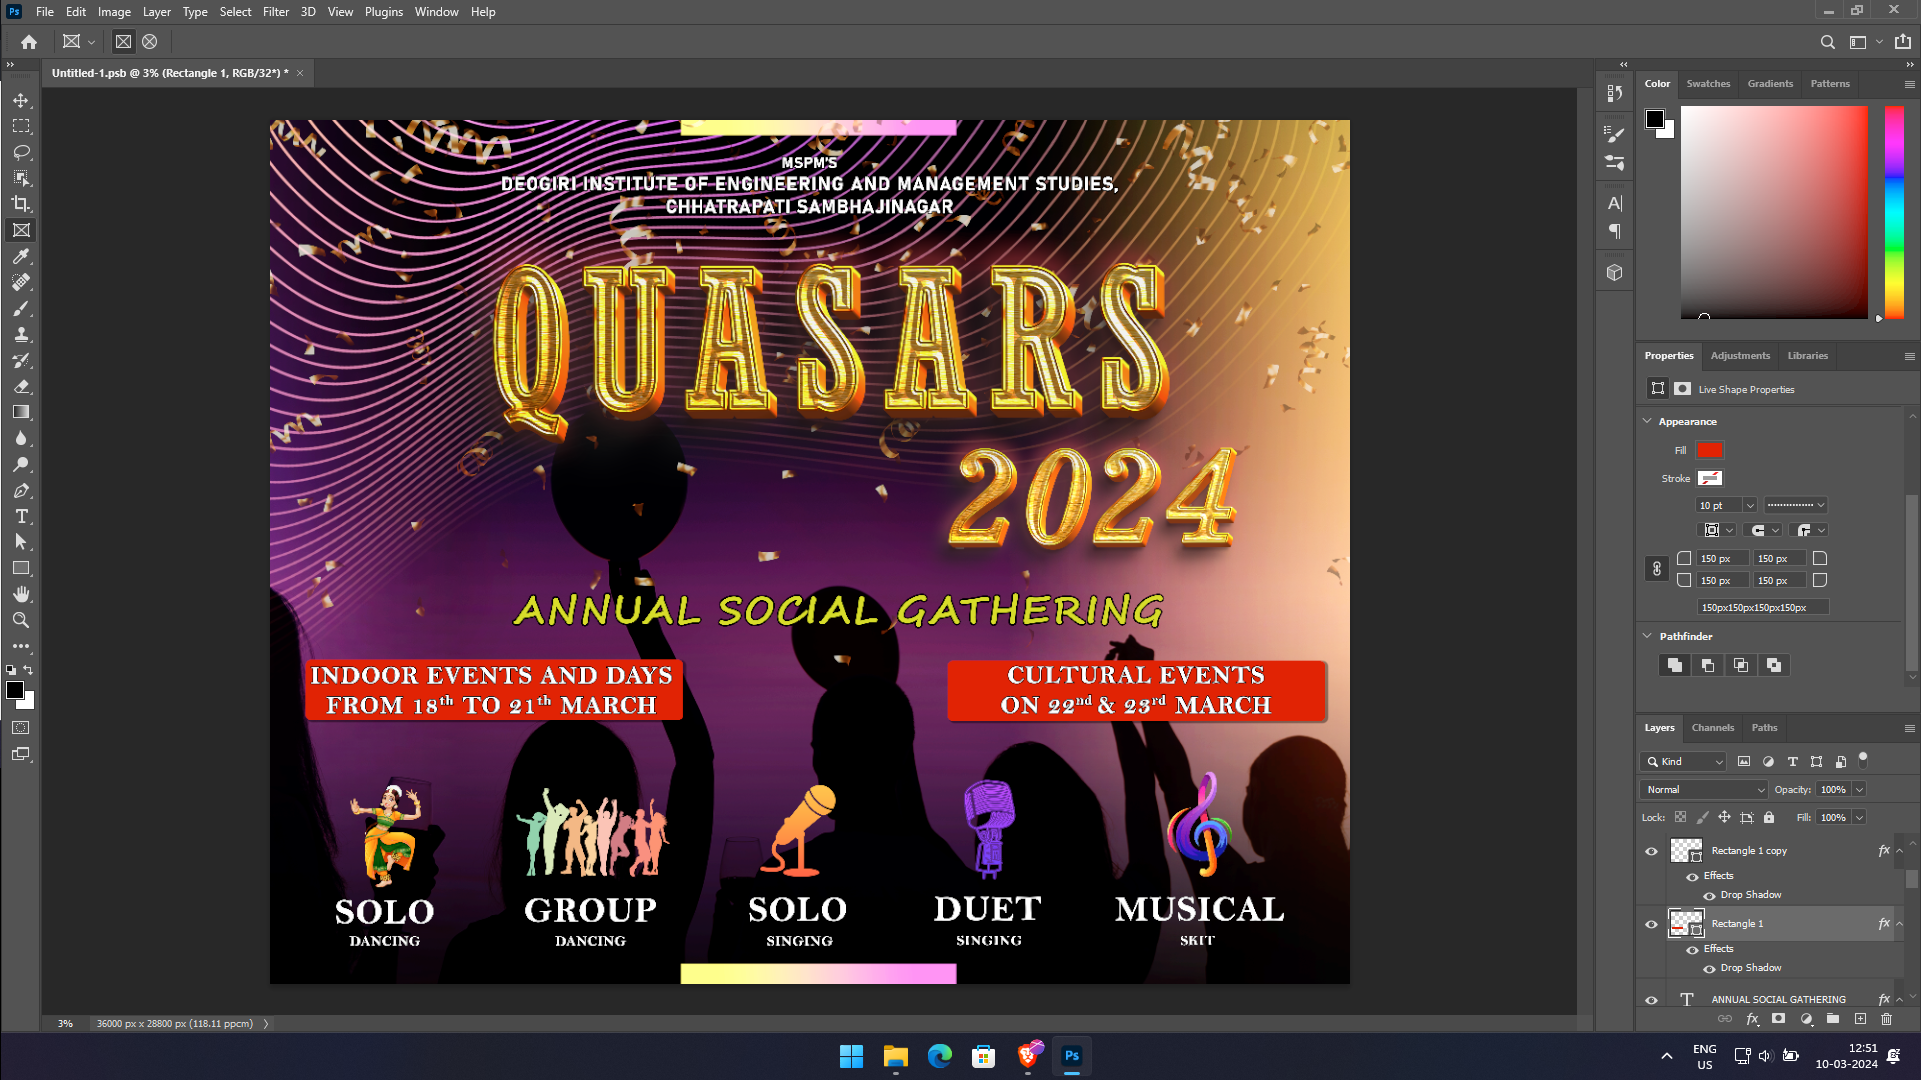 Ps File Edit Image Layer Type Select Filter 3D View Plugins Window Help
Untitled-1.psb @ 3% (Rectangle 1, RGB/32*) * ×
MSPM'S
DEOGIRI INSTITUTE OF ENGINEERING AND MANAGEMENT STUDIES,
CHHATRAPATI SAMBHAJINAGAR
QUASARS
2024
ANNUAL SOCIAL GATHERING
INDOOR EVENTS AND DAYS
FROM 18th TO 21th MARCH
CULTURAL EVENTS
ON 22nd & 23rd MARCH
SOLO
DANCING
GROUP
DANCING
SOLO
SINGING
DUET
SINGING
MUSICAL
SKIT
3% 36000 px x 28800 px (118.11 ppcm)
Color Swatches Gradients Patterns
Properties Adjustments Libraries
Live Shape Properties
Appearance
Fill
Stroke
10 pt
150 px 150 px
150 px 150 px
150px150px150px150px
Pathfinder
Layers Channels Paths
Kind
Normal Opacity: 100%
Lock: Fill: 100%
Rectangle 1 copy fx
Effects
Drop Shadow
Rectangle 1 fx
Effects
Drop Shadow
T ANNUAL SOCIAL GATHERING fx
fx
Ps
ENG
US
12:51
10-03-2024